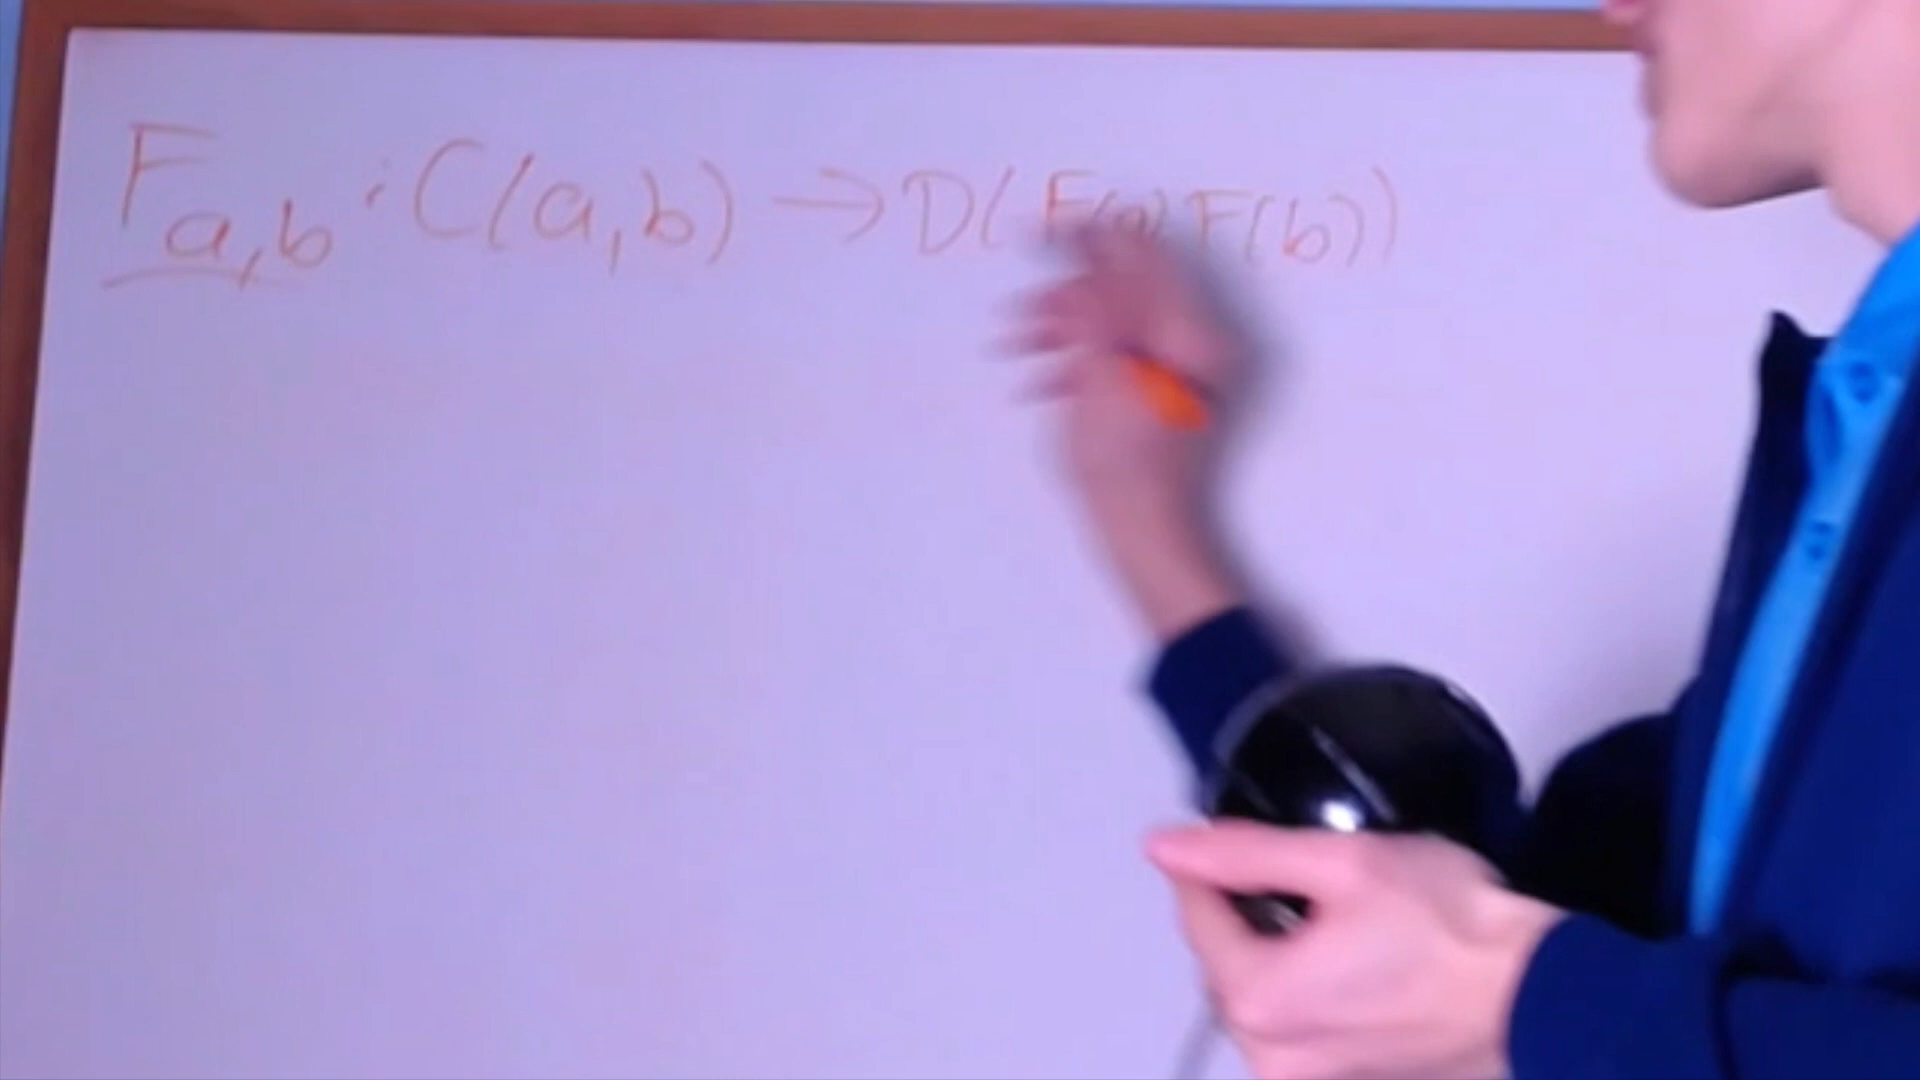 F_{a,b} : C(a,b) → D(F(a) F(b))